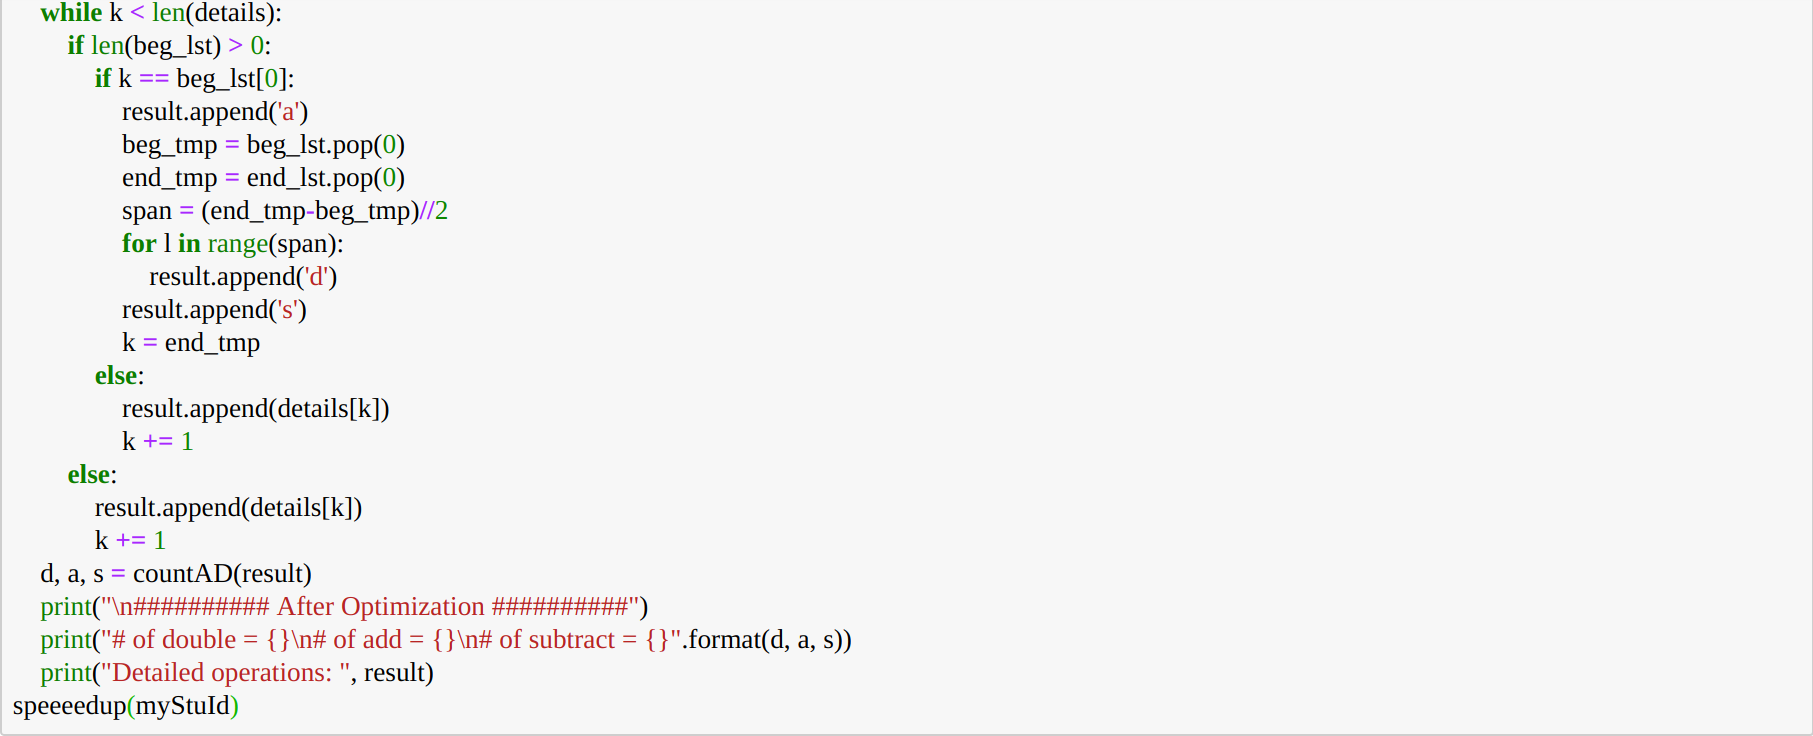 while k < len(details):
if len(beg_lst) > 0:
if k == beg_lst[0]:
result.append('a')
beg_tmp = beg_lst.pop(0)
end_tmp = end_lst.pop(0)
span = (end_tmp-beg_tmp)//2
for l in range(span):
result.append('d')
result.append('s')
k = end_tmp
else:
result.append(details[k])
k += 1
else:
result.append(details[k])
k += 1
d, a, s = countAD(result)
print("\n########## After Optimization ##########")
print("# of double = {}\n# of add = {}\n# of subtract = {}".format(d, a, s))
print("Detailed operations: ", result)
speeeedup(myStuId)